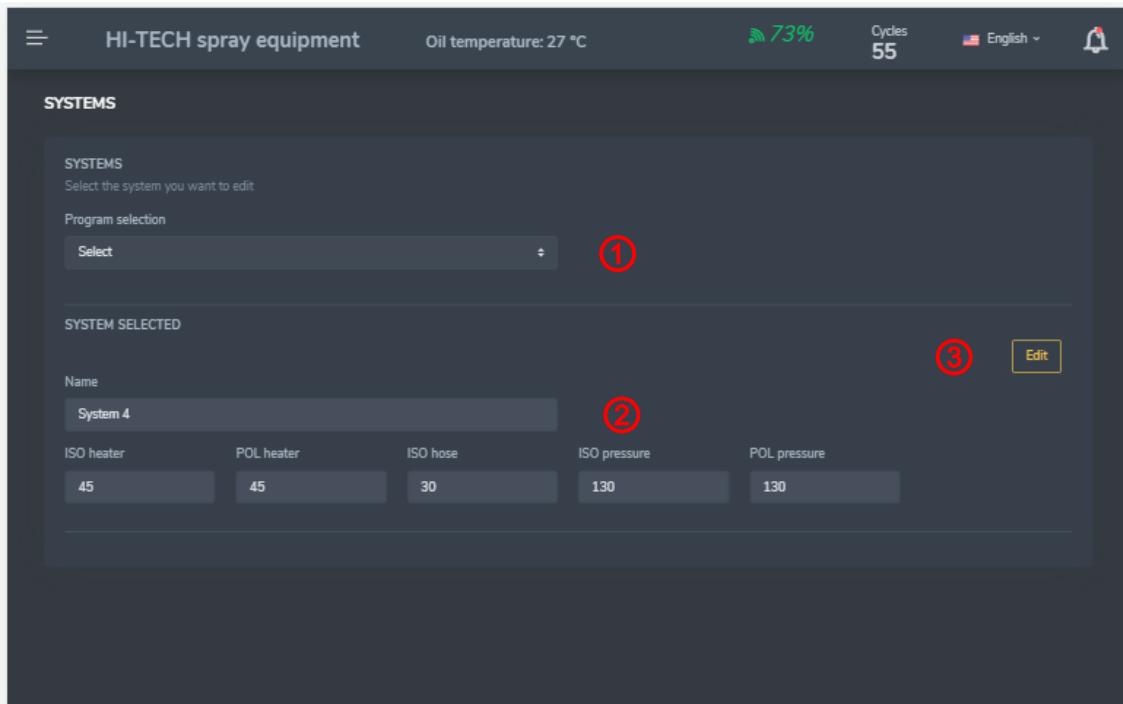 HI-TECH spray equipment Oil temperature: 27 °C 73% Cycles 55 English
SYSTEMS
SYSTEMS
Select the system you want to edit
Program selection
Select ①
SYSTEM SELECTED
③ Edit
Name
System 4 ②
ISO heater POL heater ISO hose ISO pressure POL pressure
45 45 30 130 130